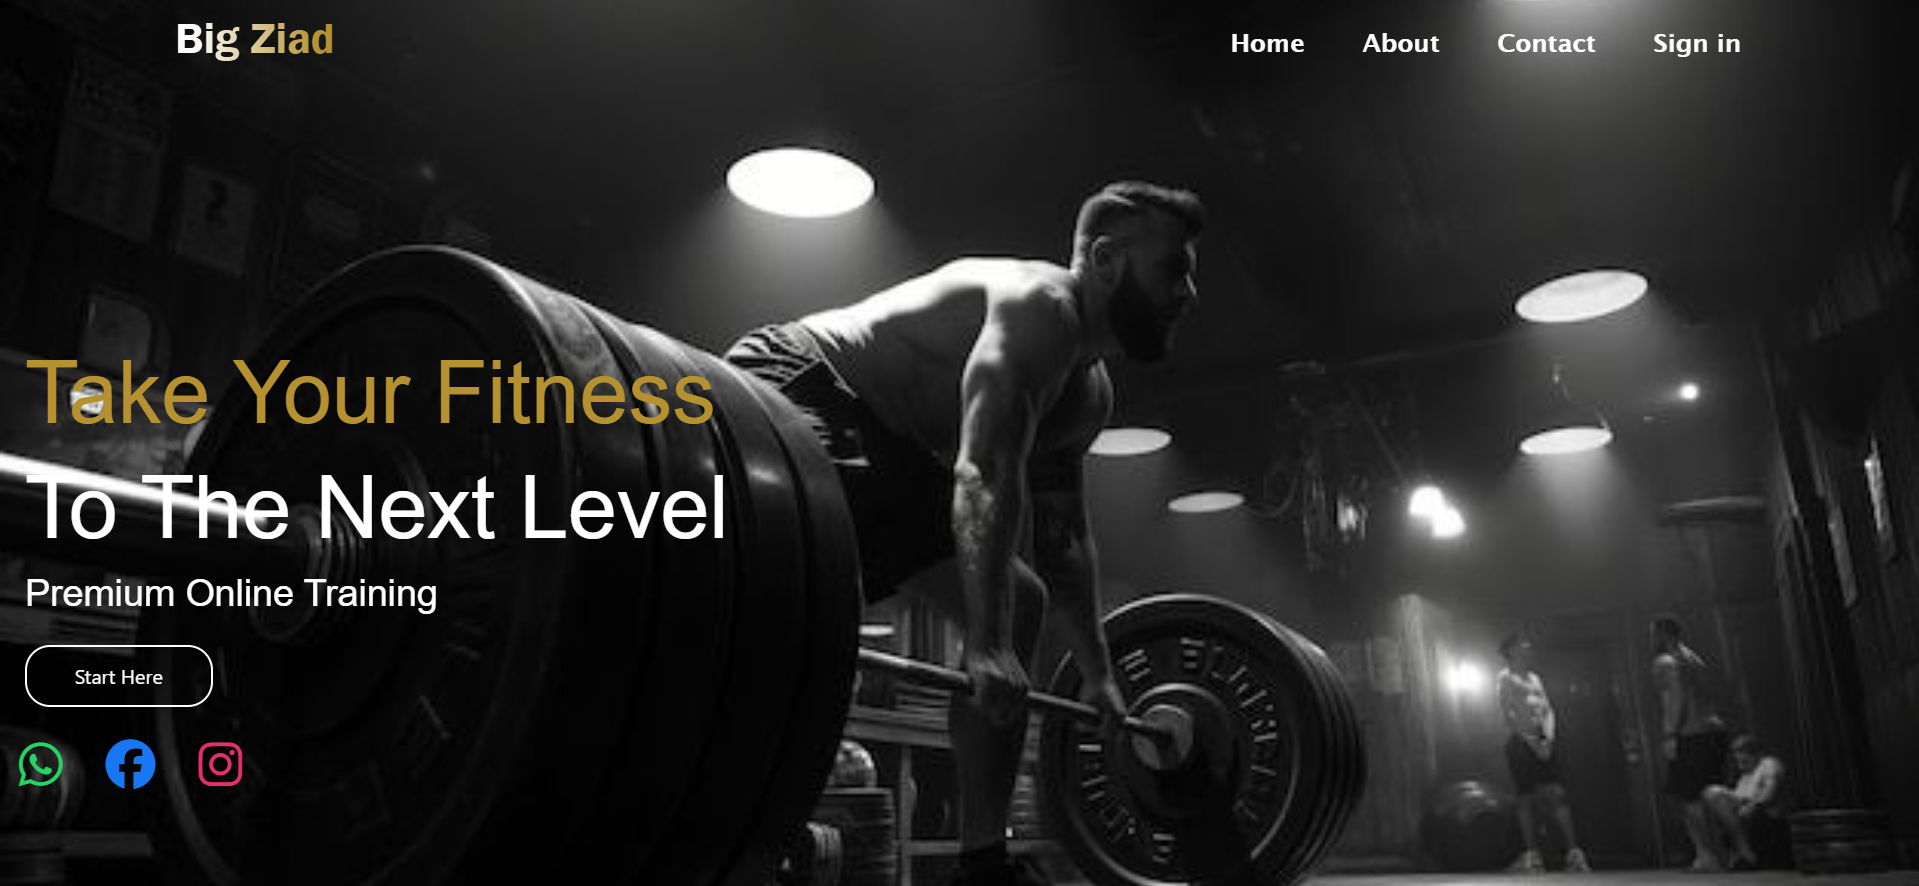 Big Ziad
Home About Contact Sign in
Take Your Fitness
To The Next Level
Premium Online Training
Start Here